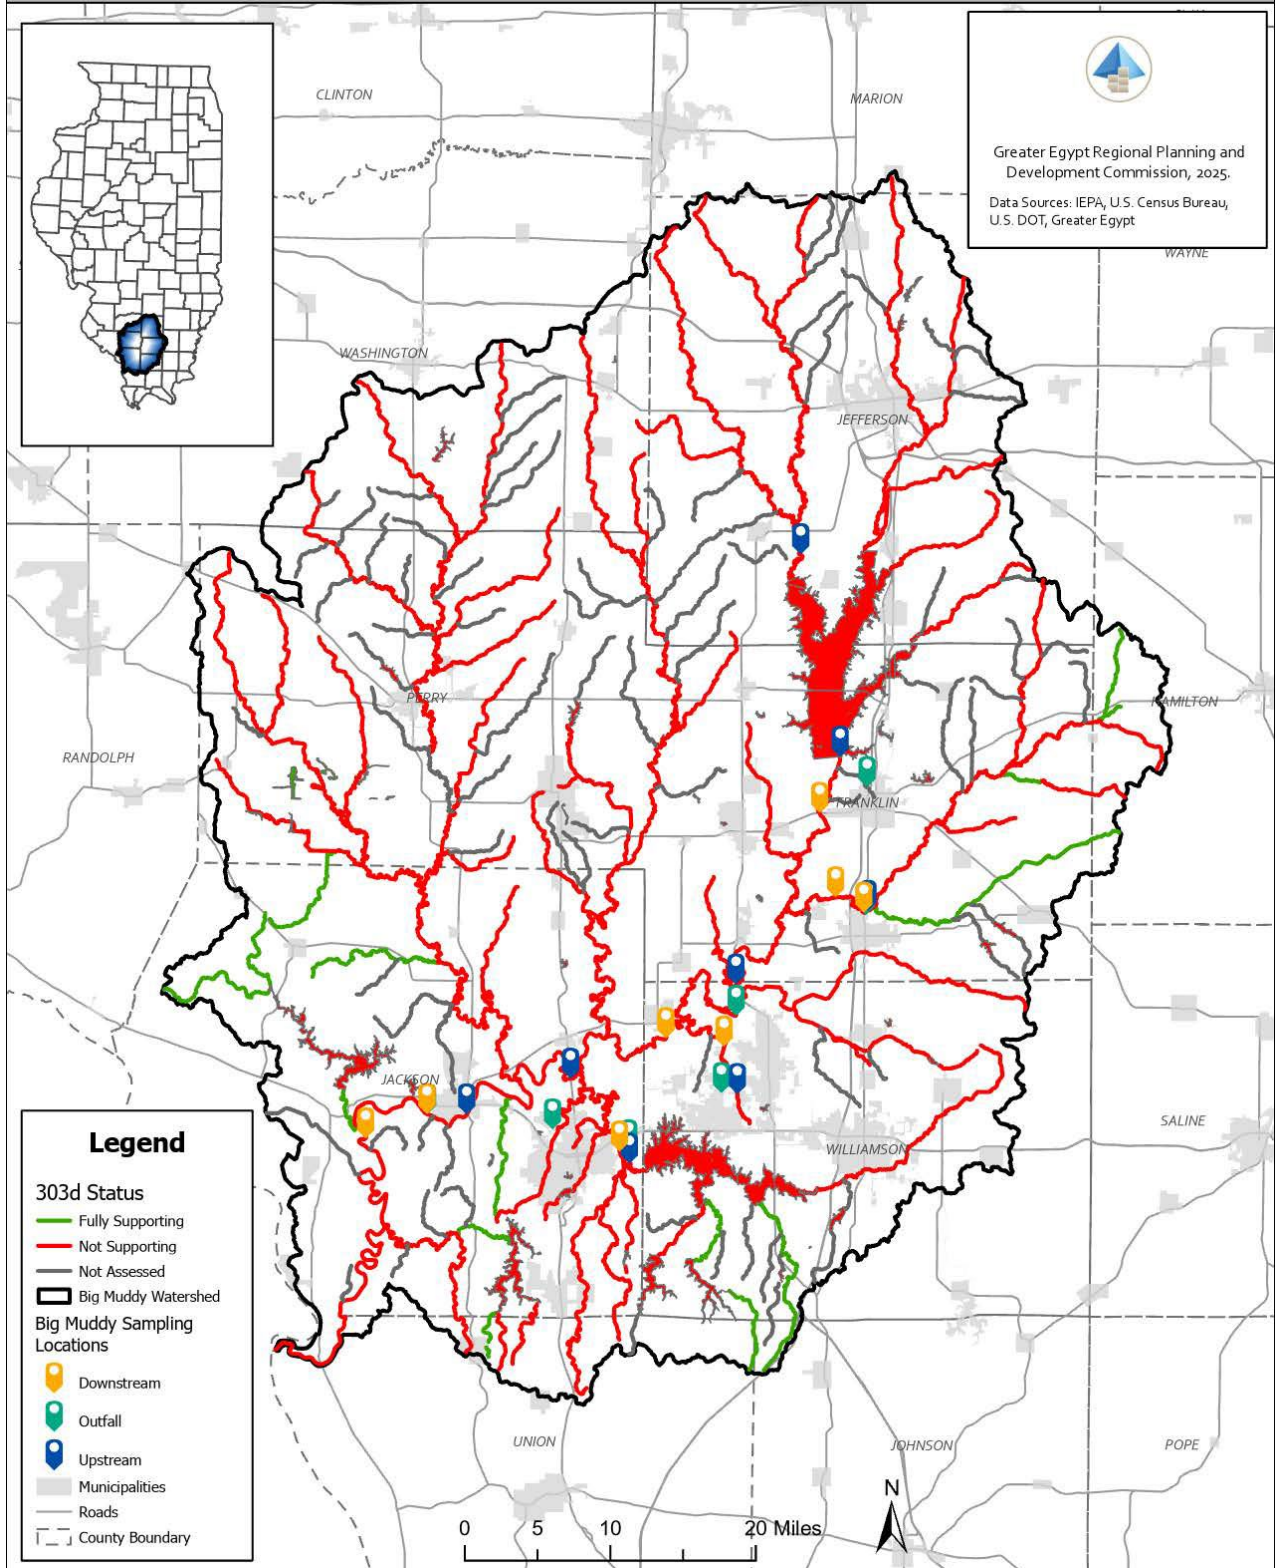 CLINTON
MARION
Greater Egypt Regional Planning and
Development Commission, 2025.
Data Sources: IEPA, U.S. Census Bureau,
U.S. DOT, Greater Egypt
WAYNE
WASHINGTON
JEFFERSON
PERRY
HAMILTON
RANDOLPH
FRANKLIN
JACKSON
SALINE
WILLIAMSON
Legend
303d Status
Fully Supporting
Not Supporting
Not Assessed
Big Muddy Watershed
Big Muddy Sampling
Locations
Downstream
Outfall
Upstream
Municipalities
Roads
County Boundary
UNION
JOHNSON
POPE
N
0 5 10 20 Miles